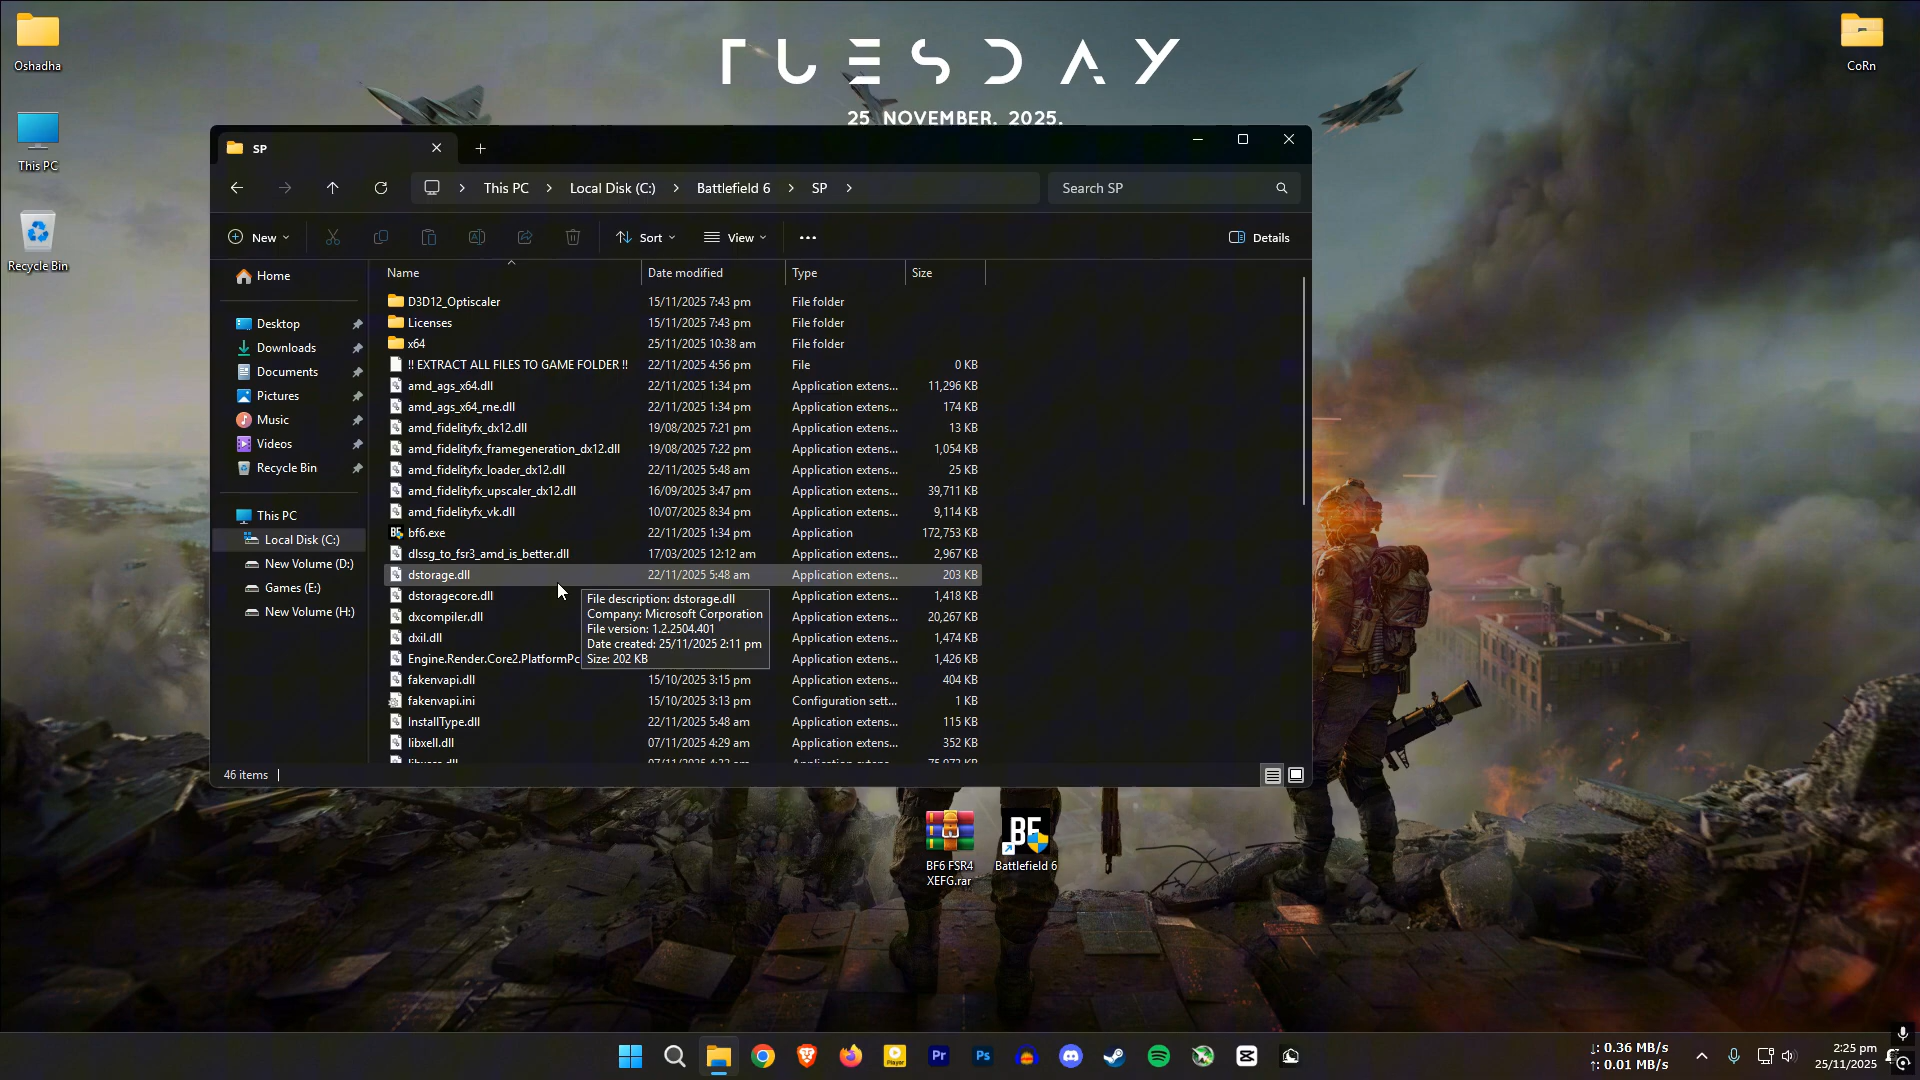 Oshadha
This PC
Recycle Bin
CoRn
TUESDAY
25 NOVEMBER, 2025.
SP
This PC
Local Disk (C:)
Battlefield 6
SP
Search SP
New
Sort
View
Details
Home
Desktop
Downloads
Documents
Pictures
Music
Videos
Recycle Bin
This PC
Local Disk (C:)
New Volume (D:)
Games (E:)
New Volume (H:)
Name Date modified Type Size
D3D12_Optiscaler 15/11/2025 7:43 pm File folder
Licenses 15/11/2025 7:43 pm File folder
x64 25/11/2025 10:38 am File folder
!! EXTRACT ALL FILES TO GAME FOLDER !! 22/11/2025 4:56 pm File 0 KB
amd_ags_x64.dll 22/11/2025 1:34 pm Application extens... 11,296 KB
amd_ags_x64_rne.dll 22/11/2025 1:34 pm Application extens... 174 KB
amd_fidelityfx_dx12.dll 19/08/2025 7:21 pm Application extens... 13 KB
amd_fidelityfx_framegeneration_dx12.dll 19/08/2025 7:22 pm Application extens... 1,054 KB
amd_fidelityfx_loader_dx12.dll 22/11/2025 5:48 am Application extens... 25 KB
amd_fidelityfx_upscaler_dx12.dll 16/09/2025 3:47 pm Application extens... 39,711 KB
amd_fidelityfx_vk.dll 10/07/2025 8:34 pm Application extens... 9,114 KB
bf6.exe 22/11/2025 1:34 pm Application 172,753 KB
dlssg_to_fsr3_amd_is_better.dll 17/03/2025 12:12 am Application extens... 2,967 KB
dstorage.dll 22/11/2025 5:48 am Application extens... 203 KB
dstoragecore.dll Application extens... 1,418 KB
dxcompiler.dll Application extens... 20,267 KB
dxil.dll Application extens... 1,474 KB
Engine.Render.Core2.PlatformPc Application extens... 1,426 KB
fakenvapi.dll 15/10/2025 3:15 pm Application extens... 404 KB
fakenvapi.ini 15/10/2025 3:13 pm Configuration sett... 1 KB
InstallType.dll 22/11/2025 5:48 am Application extens... 115 KB
libxell.dll 07/11/2025 4:29 am Application extens... 352 KB
File description: dstorage.dll
Company: Microsoft Corporation
File version: 1.2.2504.401
Date created: 25/11/2025 2:11 pm
Size: 202 KB
46 items
BF6 FSR4
XEFG.rar
BF
Battlefield 6
Player
Pr
Ps
↓: 0.36 MB/s
↑: 0.01 MB/s
2:25 pm
25/11/2025